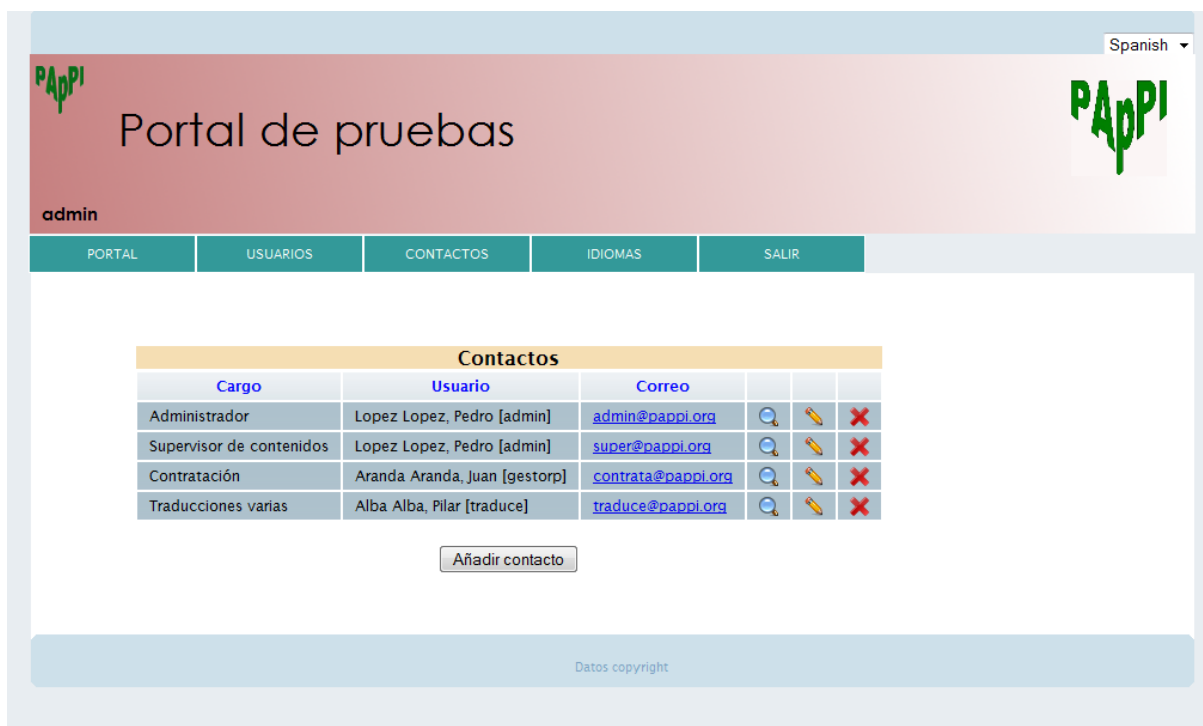 Spanish
PAPPI
PAPPI
Portal de pruebas
admin
PORTAL USUARIOS CONTACTOS IDIOMAS SALIR
Contactos
Cargo Usuario Correo
Administrador Lopez Lopez, Pedro [admin] admin@pappi.org
Supervisor de contenidos Lopez Lopez, Pedro [admin] super@pappi.org
Contratación Aranda Aranda, Juan [gestorp] contrata@pappi.org
Traducciones varias Alba Alba, Pilar [traduce] traduce@pappi.org
Añadir contacto
Datos copyright